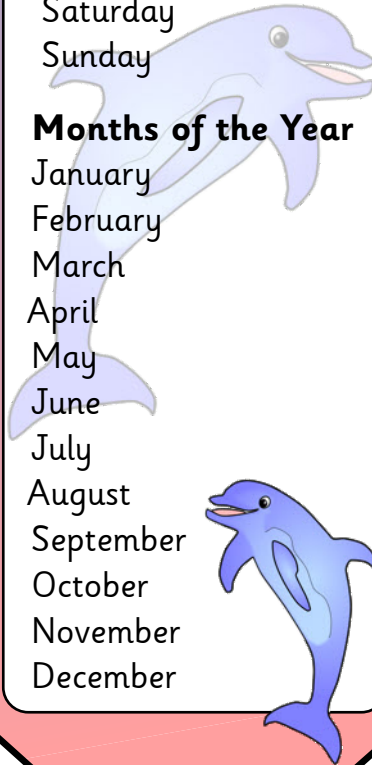 Saturday
Sunday
Months of the Year
January
February
March
April
May
June
July
August
September
October
November
December